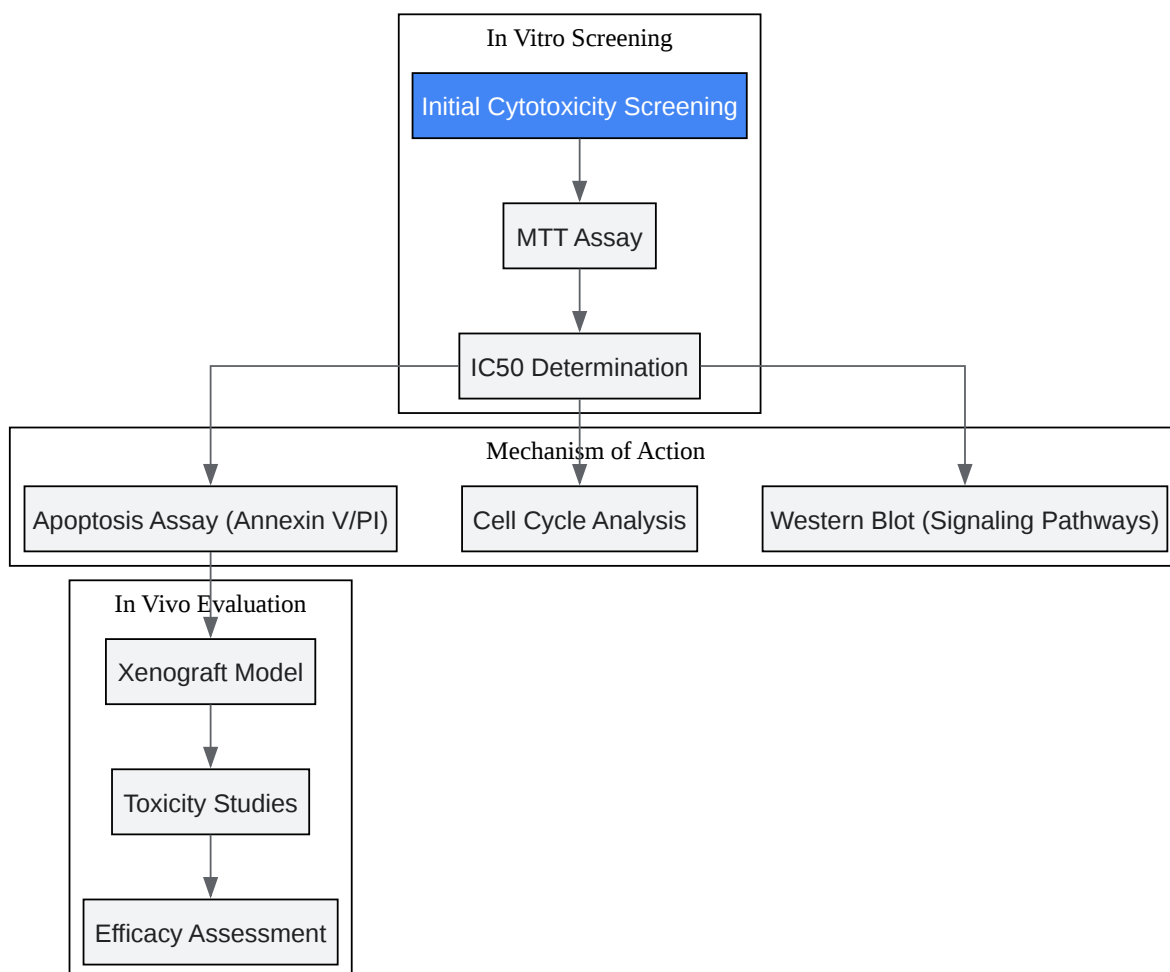 In Vitro Screening
Initial Cytotoxicity Screening
MTT Assay
IC50 Determination
Mechanism of Action
Apoptosis Assay (Annexin V/PI)
Cell Cycle Analysis
Western Blot (Signaling Pathways)
In Vivo Evaluation
Xenograft Model
Toxicity Studies
Efficacy Assessment